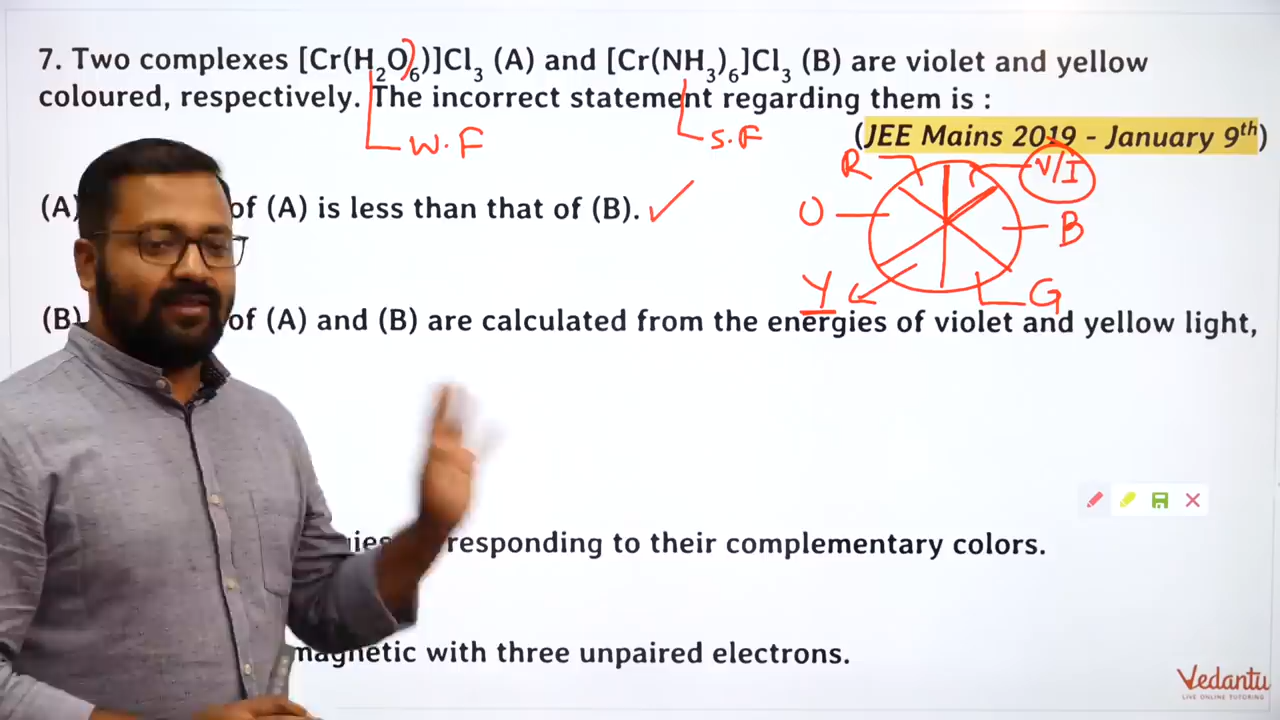 7. Two complexes [Cr(H₂O₆)]Cl₃ (A) and [Cr(NH₃)₆]Cl₃ (B) are violet and yellow
coloured, respectively. The incorrect statement regarding them is :
W.F
S.F
(JEE Mains 2019 - January 9th)
(A) of (A) is less than that of (B).
R
V/I
O
B
Y
G
(B) of (A) and (B) are calculated from the energies of violet and yellow light,
responding to their complementary colors.
magnetic with three unpaired electrons.
Vedantu
LIVE ONLINE TUTORING